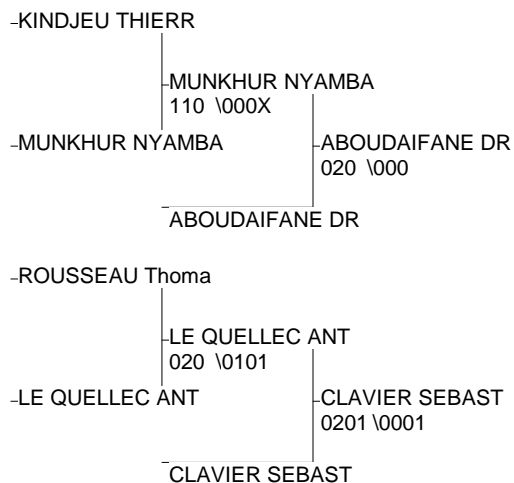 KINDJEU THIERR
MUNKHUR NYAMBA
110 \000X
MUNKHUR NYAMBA
ABOUDAIFANE DR
020 \000
ABOUDAIFANE DR
ROUSSEAU Thoma
LE QUELLEC ANT
020 \0101
LE QUELLEC ANT
CLAVIER SEBAST
0201 \0001
CLAVIER SEBAST